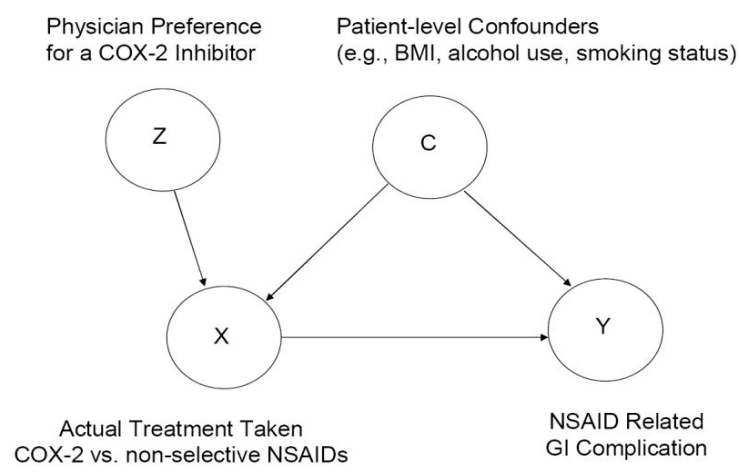 Physician Preference
for a COX-2 Inhibitor
Patient-level Confounders
(e.g., BMI, alcohol use, smoking status)
Z
C
X
Y
Actual Treatment Taken
COX-2 vs. non-selective NSAIDs
NSAID Related
GI Complication